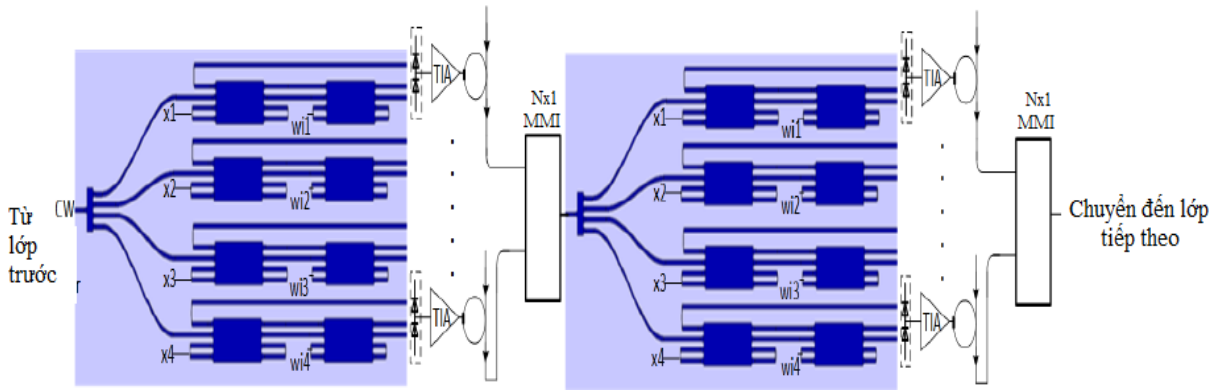 Từ
lớp
trước
CW
r
x1
wi1
x2
wi2
x3
wi3
x4
wi4
TIA
TIA
Nx1
MMI
x1
wi1
x2
wi2
x3
wi3
x4
wi4
TIA
TIA
Nx1
MMI
Chuyển đến lớp
tiếp theo